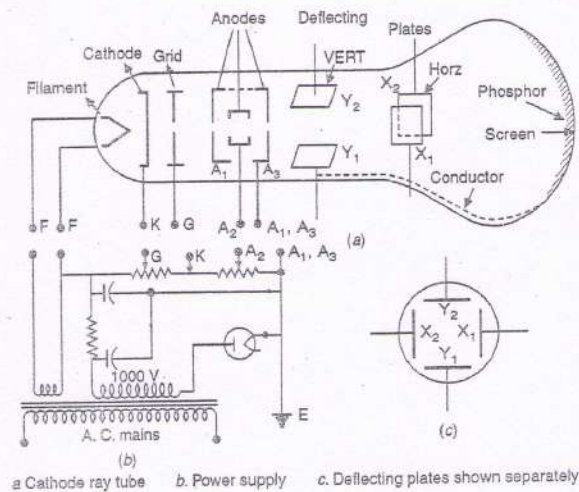 Anodes Deflecting Plates
Cathode Grid VERT X2 Horz
Filament Phosphor
Y2
Screen
Y1 X1
A1 A3
Conductor
F F K G A2 A1, A3
(a)
G K A2 A1, A3
Y2
X2 X1
Y1
1000 V
E
A. C. mains
(b) (c)
a Cathode ray tube b. Power supply c. Deflecting plates shown separately